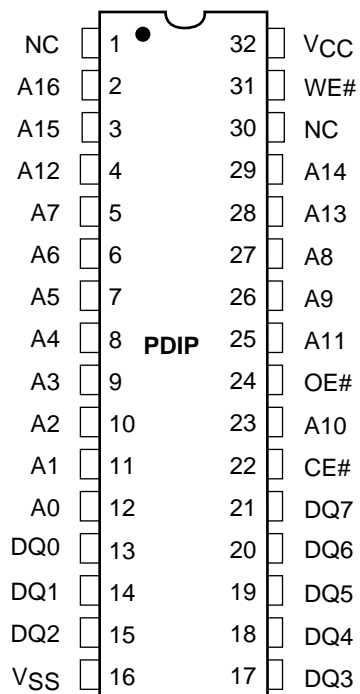 NC 1 32 VCC
A16 2 31 WE#
A15 3 30 NC
A12 4 29 A14
A7 5 28 A13
A6 6 27 A8
A5 7 26 A9
A4 8 PDIP 25 A11
A3 9 24 OE#
A2 10 23 A10
A1 11 22 CE#
A0 12 21 DQ7
DQ0 13 20 DQ6
DQ1 14 19 DQ5
DQ2 15 18 DQ4
VSS 16 17 DQ3